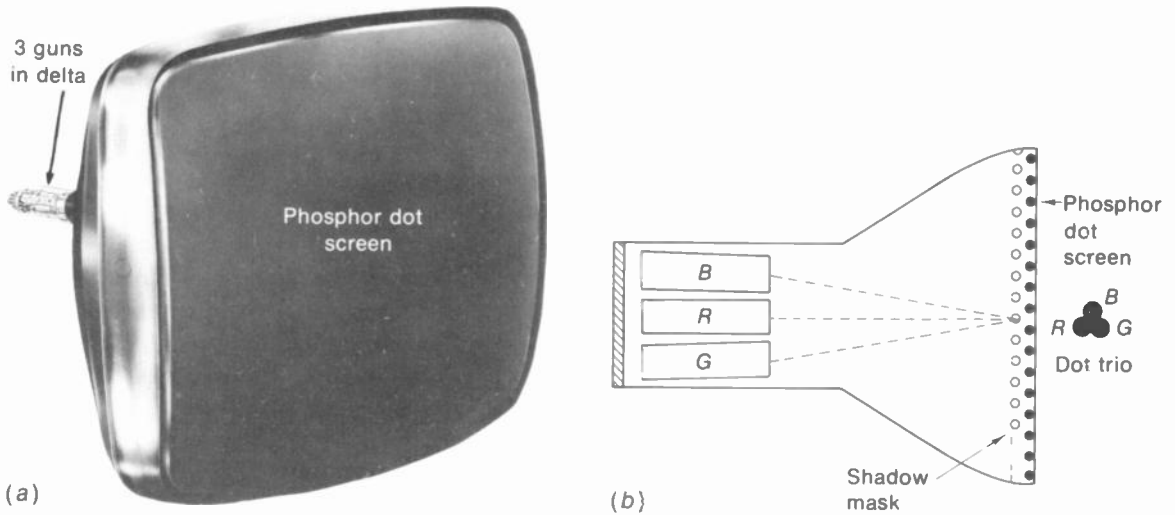 3 guns
in delta
Phosphor dot
screen
(a)
B
R
G
Phosphor
dot
screen
B
R G
Dot trio
Shadow
mask
(b)